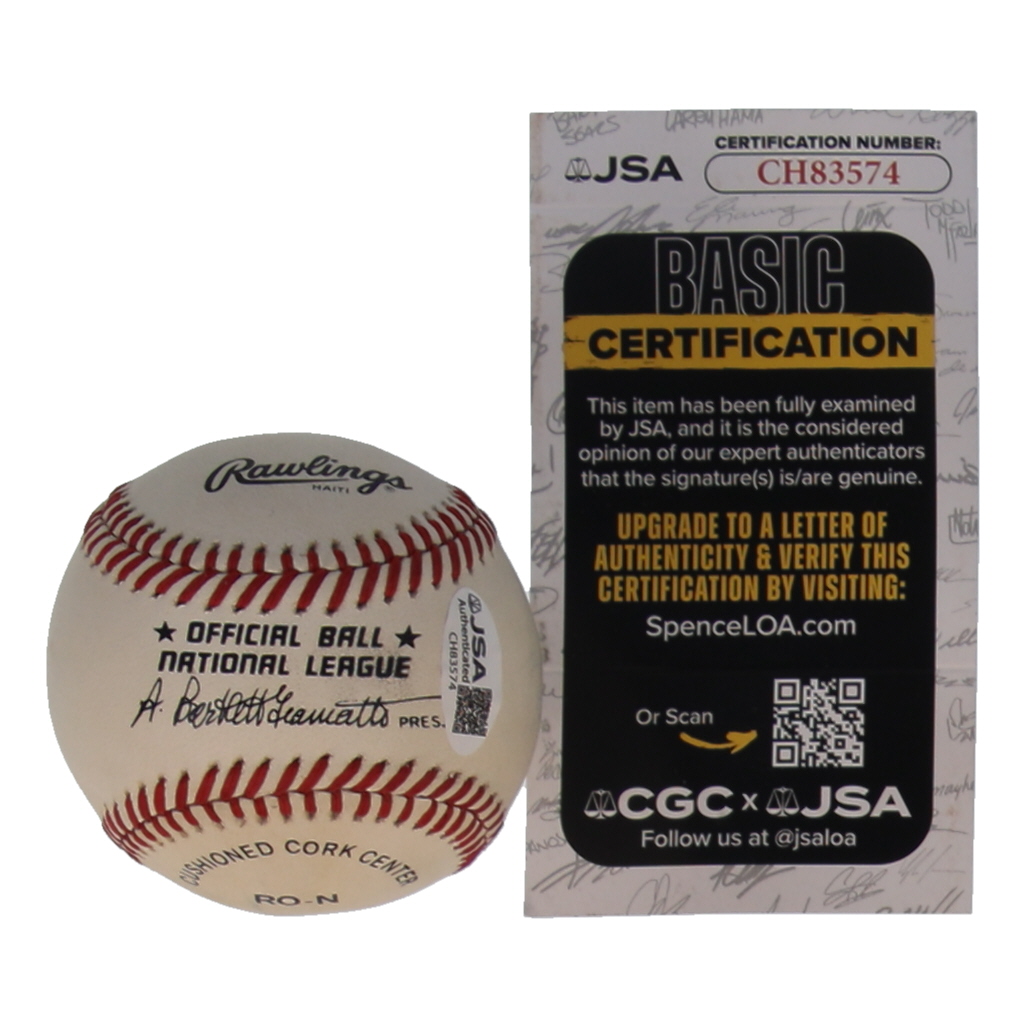 Rawlings
HAITI
★ OFFICIAL BALL ★
NATIONAL LEAGUE
A. Bartlett Giamatti PRES.
CUSHIONED CORK CENTER
RO-N
JSA
Authenticated
CH83574
LARRY HAMA
JSA
CERTIFICATION NUMBER:
CH83574
BASIC
CERTIFICATION
This item has been fully examined
by JSA, and it is the considered
opinion of our expert authenticators
that the signature(s) is/are genuine.
UPGRADE TO A LETTER OF
AUTHENTICITY & VERIFY THIS
CERTIFICATION BY VISITING:
SpenceLOA.com
Or Scan
CGC x JSA
Follow us at @jsaloa